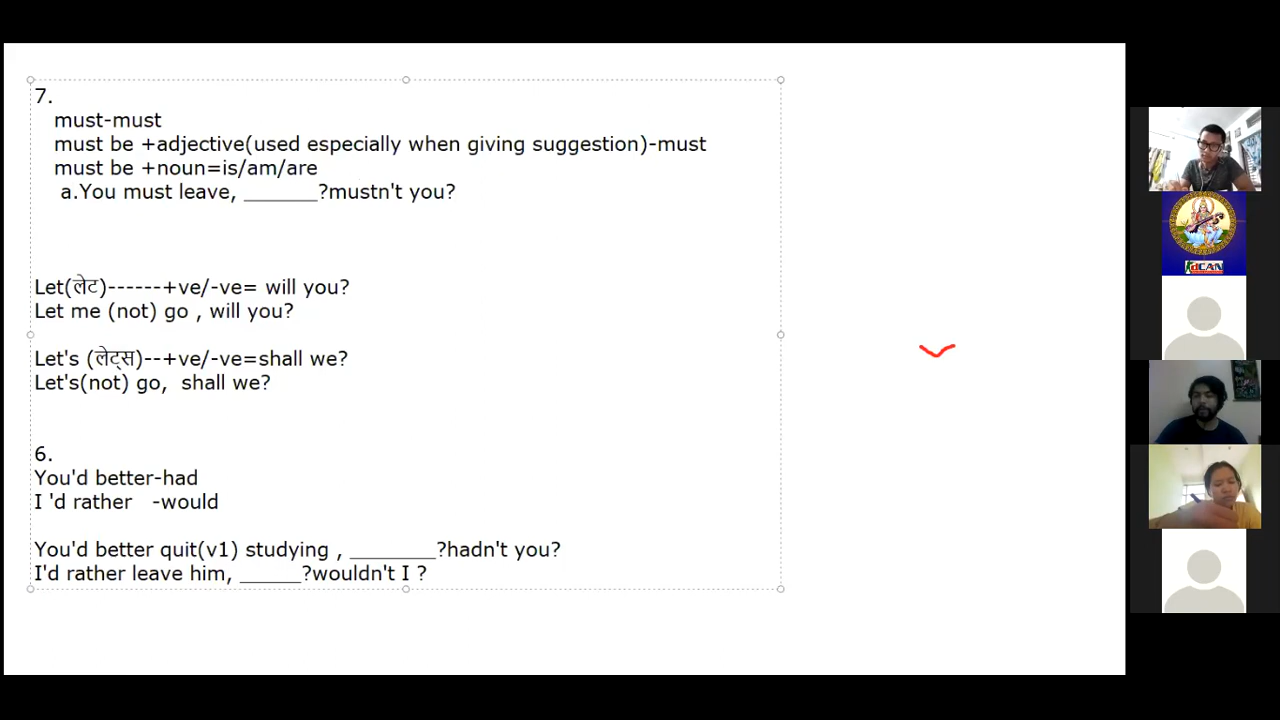 7.
must-must
must be +adjective(used especially when giving suggestion)-must
must be +noun=is/am/are
a.You must leave, _______?mustn't you?
Let(लेट)------+ve/-ve= will you?
Let me (not) go , will you?
Let's (लेट्स)--+ve/-ve=shall we?
Let's(not) go,  shall we?
6.
You'd better-had
I 'd rather   -would
You'd better quit(v1) studying , ________?hadn't you?
I'd rather leave him, _____?wouldn't I ?